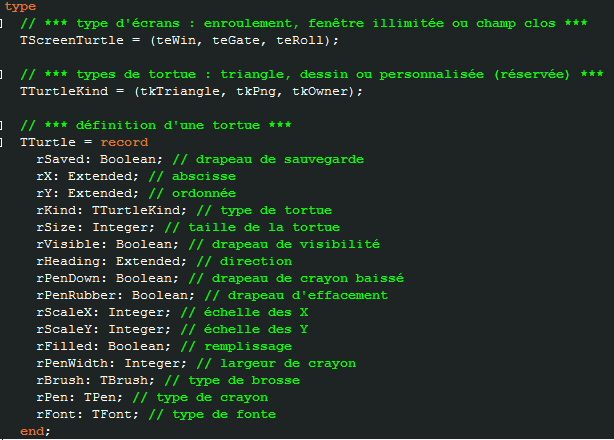 type
// *** type d'écrans : enroulement, fenêtre illimitée ou champ clos ***
TScreenTurtle = (teWin, teGate, teRoll);
// *** types de tortue : triangle, dessin ou personnalisée (réservée) ***
TTurtleKind = (tkTriangle, tkPng, tkOwner);
// *** définition d'une tortue ***
TTurtle = record
rSaved: Boolean; // drapeau de sauvegarde
rX: Extended; // abscisse
rY: Extended; // ordonnée
rKind: TTurtleKind; // type de tortue
rSize: Integer; // taille de la tortue
rVisible: Boolean; // drapeau de visibilité
rHeading: Extended; // direction
rPenDown: Boolean; // drapeau de crayon baissé
rPenRubber: Boolean; // drapeau d'effacement
rScaleX: Integer; // échelle des X
rScaleY: Integer; // échelle des Y
rFilled: Boolean; // remplissage
rPenWidth: Integer; // largeur de crayon
rBrush: TBrush; // type de brosse
rPen: TPen; // type de crayon
rFont: TFont; // type de fonte
end;